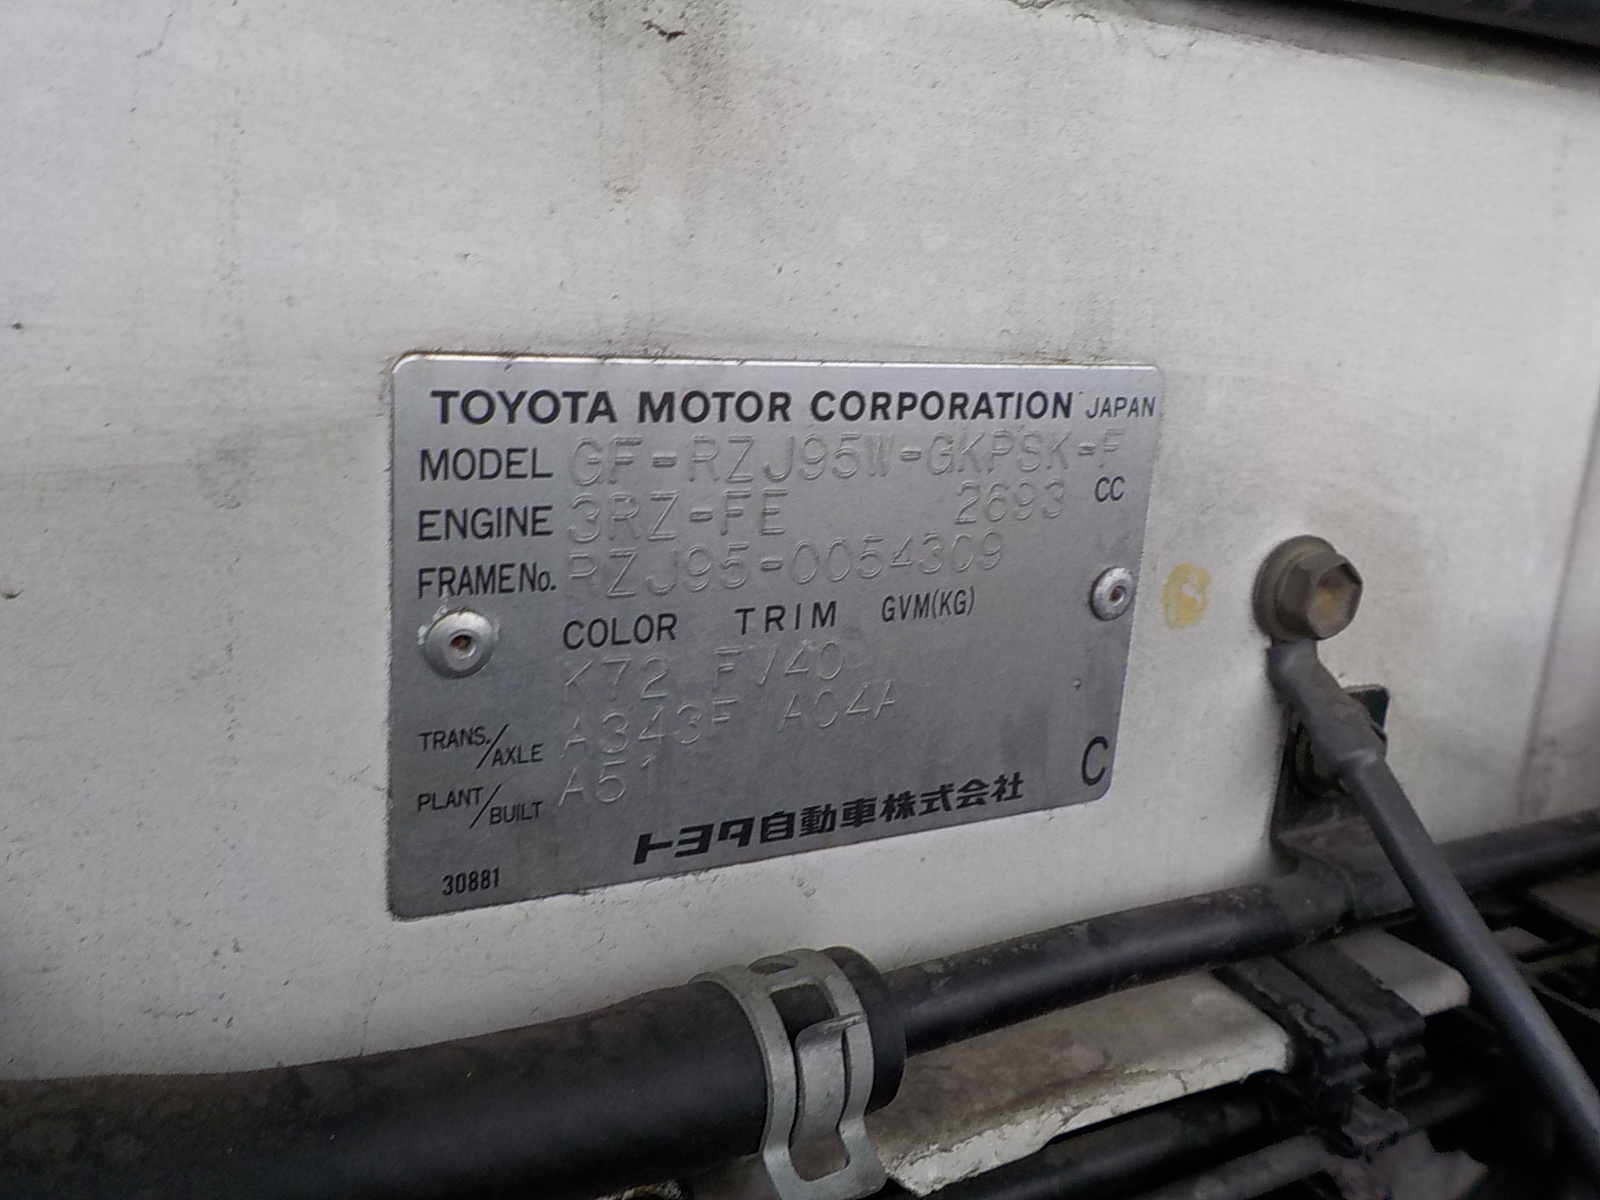 TOYOTA MOTOR CORPORATION JAPAN
MODEL GF-RZJ95W-GKPSK-F
ENGINE 3RZ-FE 2693 CC
FRAME No. RZJ95-0054309
COLOR TRIM GVM(KG)
K72 FV40
TRANS./AXLE A343F A04A
PLANT/BUILT A51
C
トヨタ自動車株式会社
30881